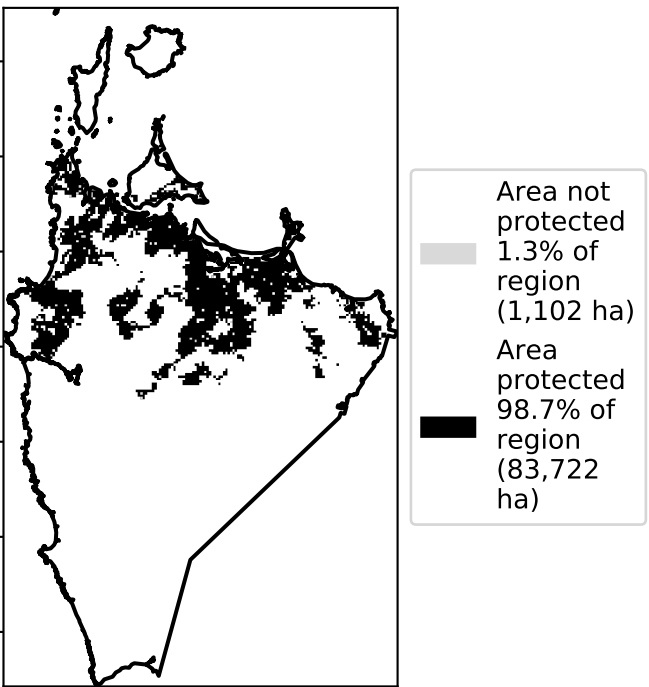 Area not
protected
1.3% of
region
(1,102 ha)
Area
protected
98.7% of
region
(83,722
ha)